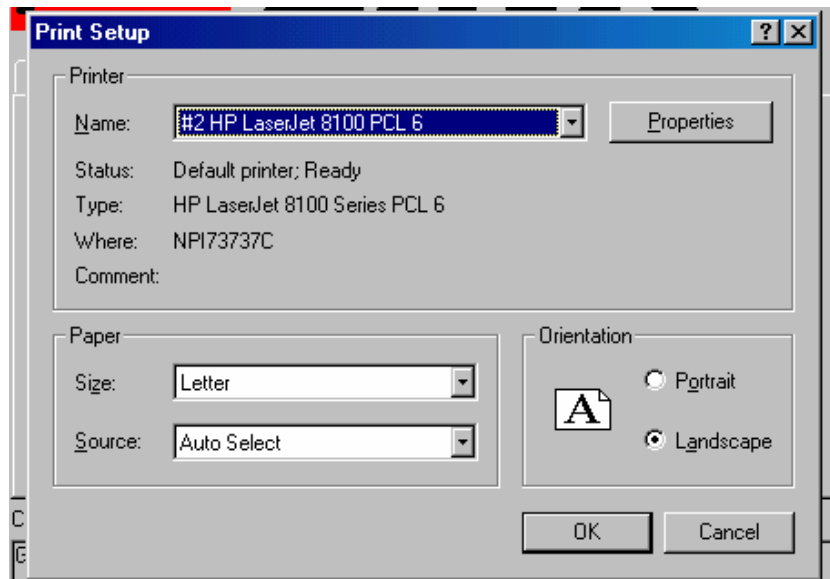 Print Setup
Printer
Name: #2 HP LaserJet 8100 PCL 6 Properties
Status: Default printer; Ready
Type: HP LaserJet 8100 Series PCL 6
Where: NPI73737C
Comment:
Paper
Size: Letter
Source: Auto Select
Orientation
A
Portrait
Landscape
OK Cancel